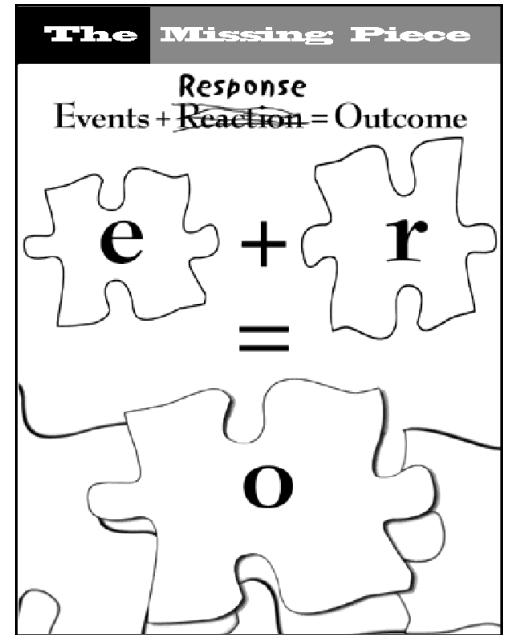 The Missing Piece
Response
Events + Reaction = Outcome
e + r
=
o